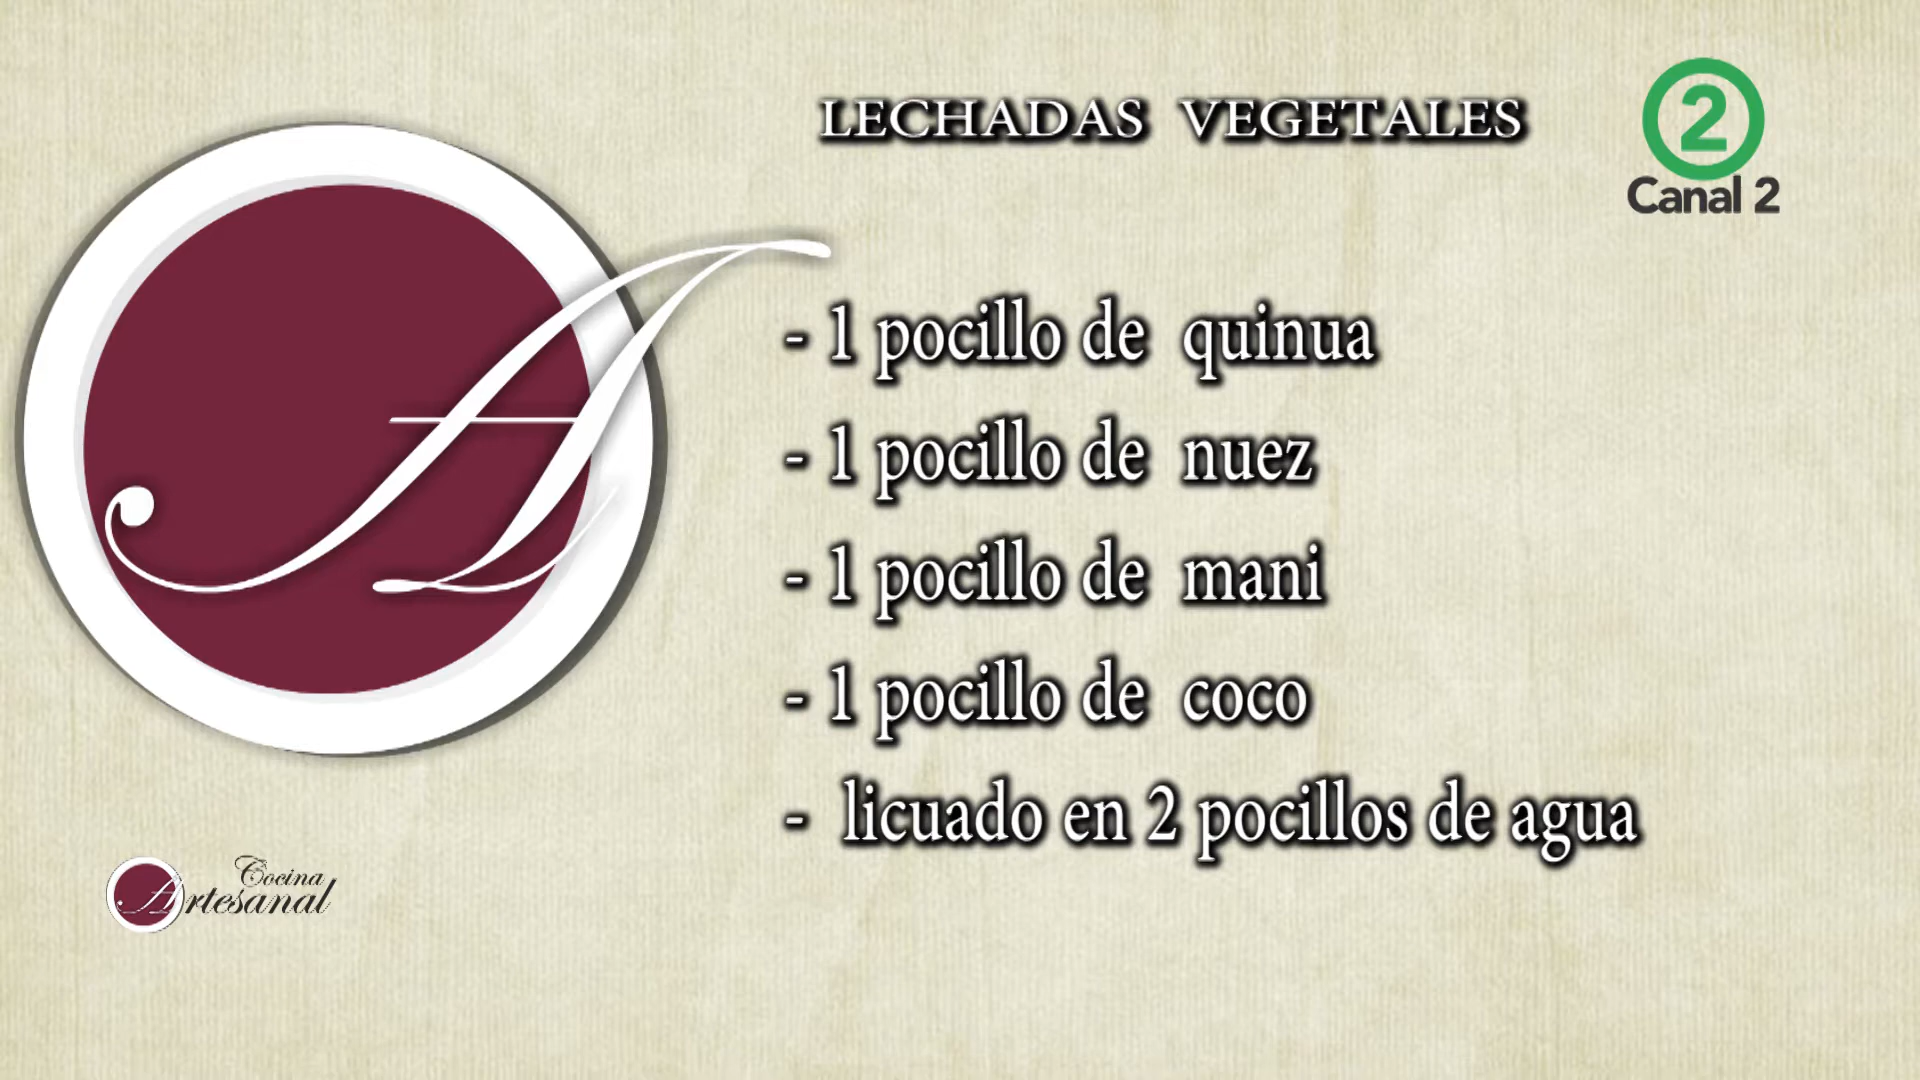 LECHADAS VEGETALES
2
Canal 2
- 1 pocillo de quinua
- 1 pocillo de nuez
- 1 pocillo de mani
- 1 pocillo de coco
- licuado en 2 pocillos de agua
A
Cocina
Artesanal